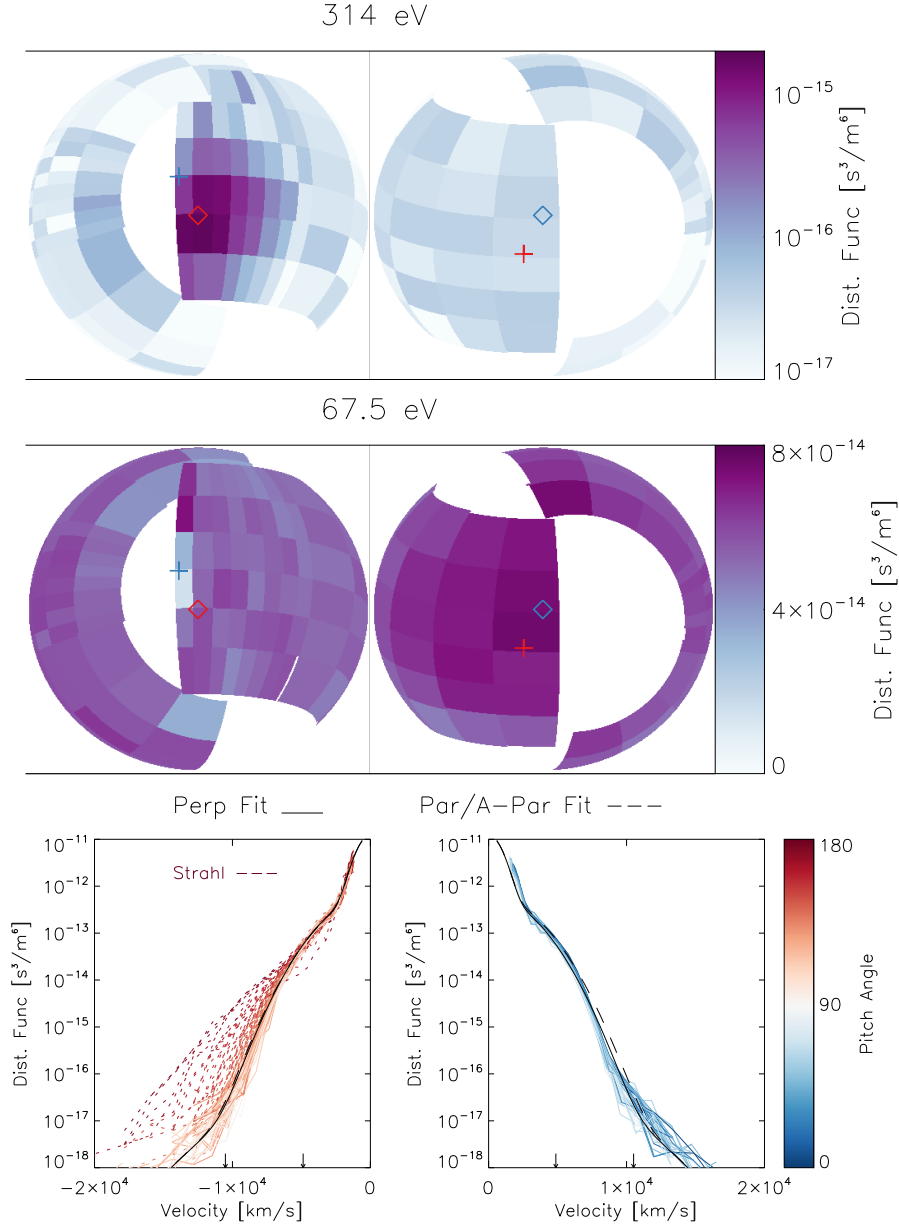 314 eV
10⁻¹⁵
10⁻¹⁶
10⁻¹⁷
Dist. Func [s³/m⁶]
67.5 eV
8×10⁻¹⁴
4×10⁻¹⁴
0
Dist. Func [s³/m⁶]
Perp Fit
Par/A-Par Fit
Strahl
10⁻¹¹
10⁻¹²
10⁻¹³
10⁻¹⁴
10⁻¹⁵
10⁻¹⁶
10⁻¹⁷
10⁻¹⁸
Dist. Func [s³/m⁶]
−2×10⁴
−1×10⁴
0
Velocity [km/s]
10⁻¹¹
10⁻¹²
10⁻¹³
10⁻¹⁴
10⁻¹⁵
10⁻¹⁶
10⁻¹⁷
10⁻¹⁸
Dist. Func [s³/m⁶]
0
1×10⁴
2×10⁴
Velocity [km/s]
180
90
0
Pitch Angle